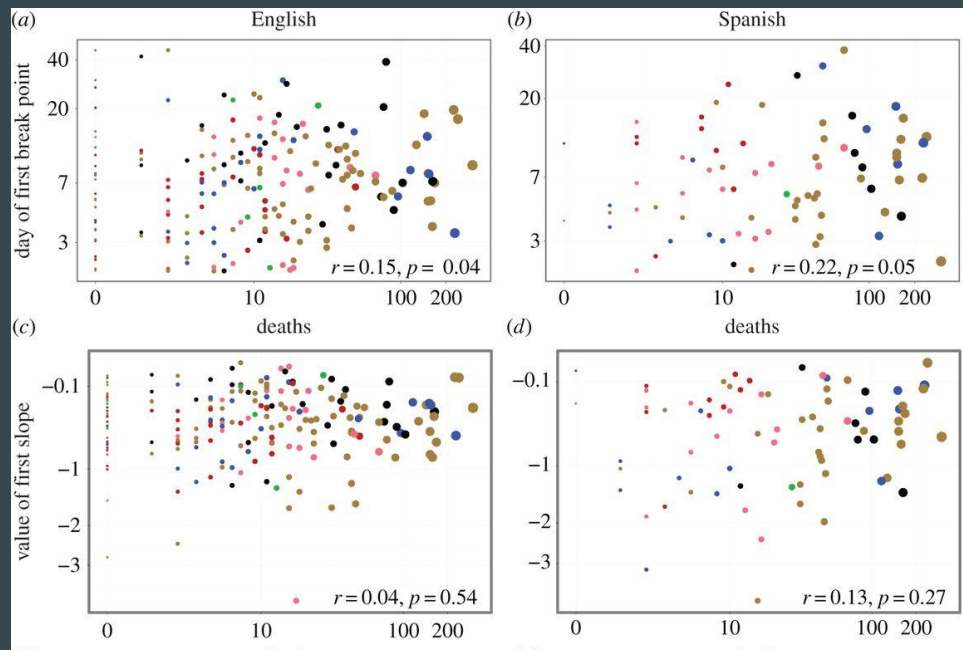 (a) English
(b) Spanish
day of first break point
40
20
7
3
r = 0.15, p = 0.04
0 10 100 200
deaths
40
20
7
3
r = 0.22, p = 0.05
0 10 100 200
deaths
(c)
(d)
value of first slope
−0.1
−1
−2
−3
r = 0.04, p = 0.54
0 10 100 200
−0.1
−1
−2
−3
r = 0.13, p = 0.27
0 10 100 200